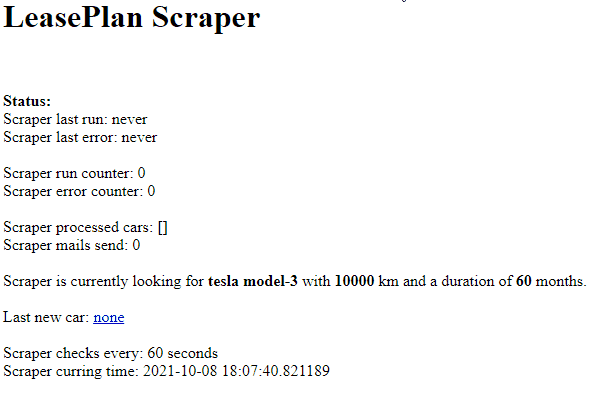 LeasePlan Scraper
Status:
Scraper last run: never
Scraper last error: never
Scraper run counter: 0
Scraper error counter: 0
Scraper processed cars: []
Scraper mails send: 0
Scraper is currently looking for tesla model-3 with 10000 km and a duration of 60 months.
Last new car: none
Scraper checks every: 60 seconds
Scraper curring time: 2021-10-08 18:07:40.821189